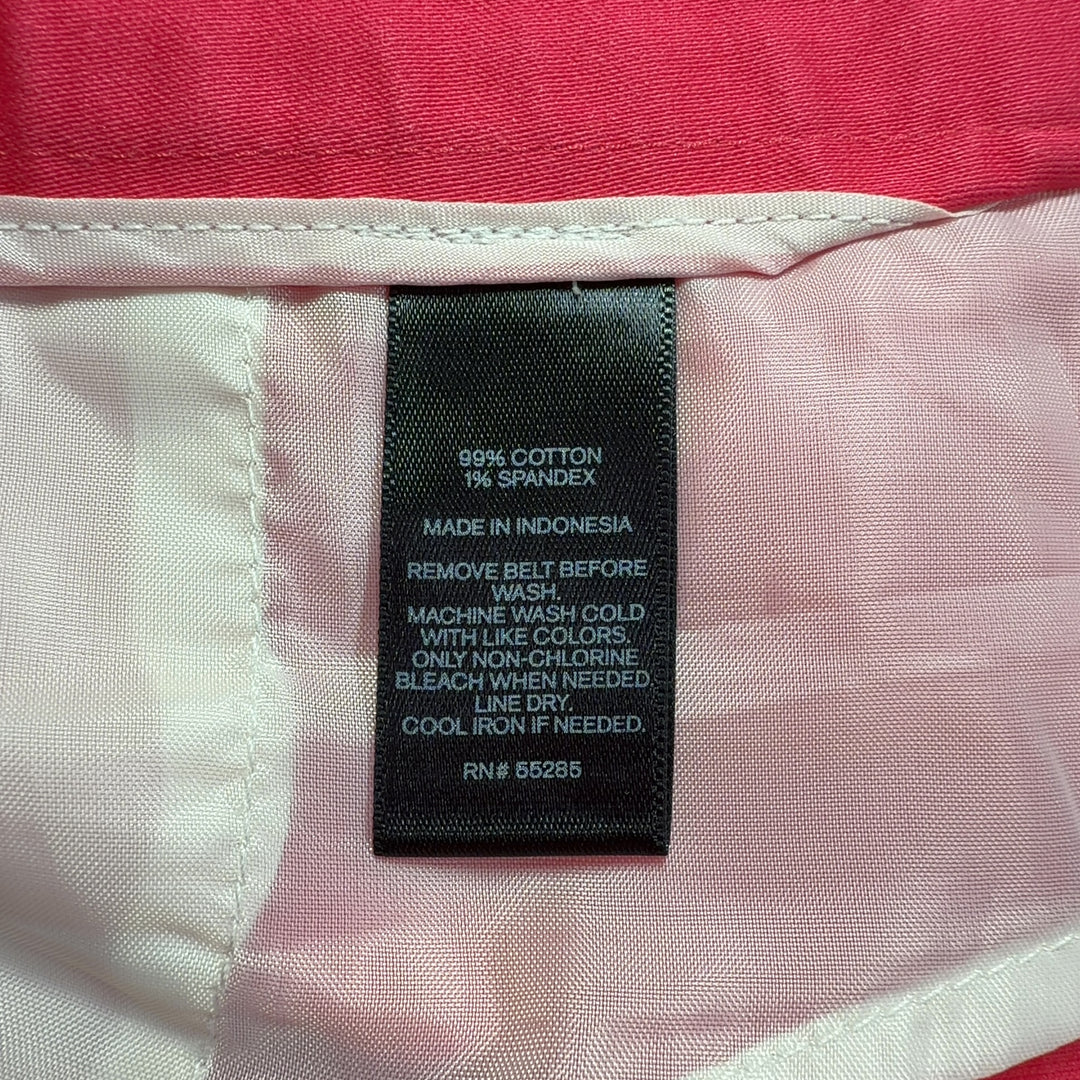 99% COTTON
1% SPANDEX
MADE IN INDONESIA
REMOVE BELT BEFORE
WASH.
MACHINE WASH COLD
WITH LIKE COLORS.
ONLY NON-CHLORINE
BLEACH WHEN NEEDED.
LINE DRY.
COOL IRON IF NEEDED.
RN# 55285